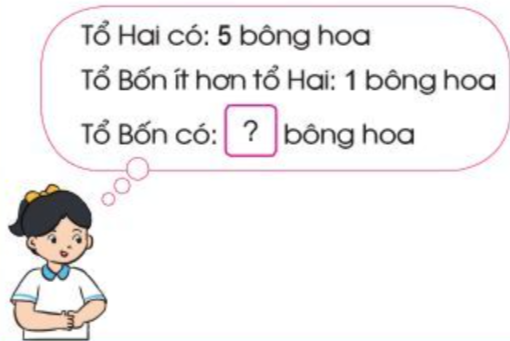 Tổ Hai có: 5 bông hoa
Tổ Bốn ít hơn tổ Hai: 1 bông hoa
Tổ Bốn có: ? bông hoa